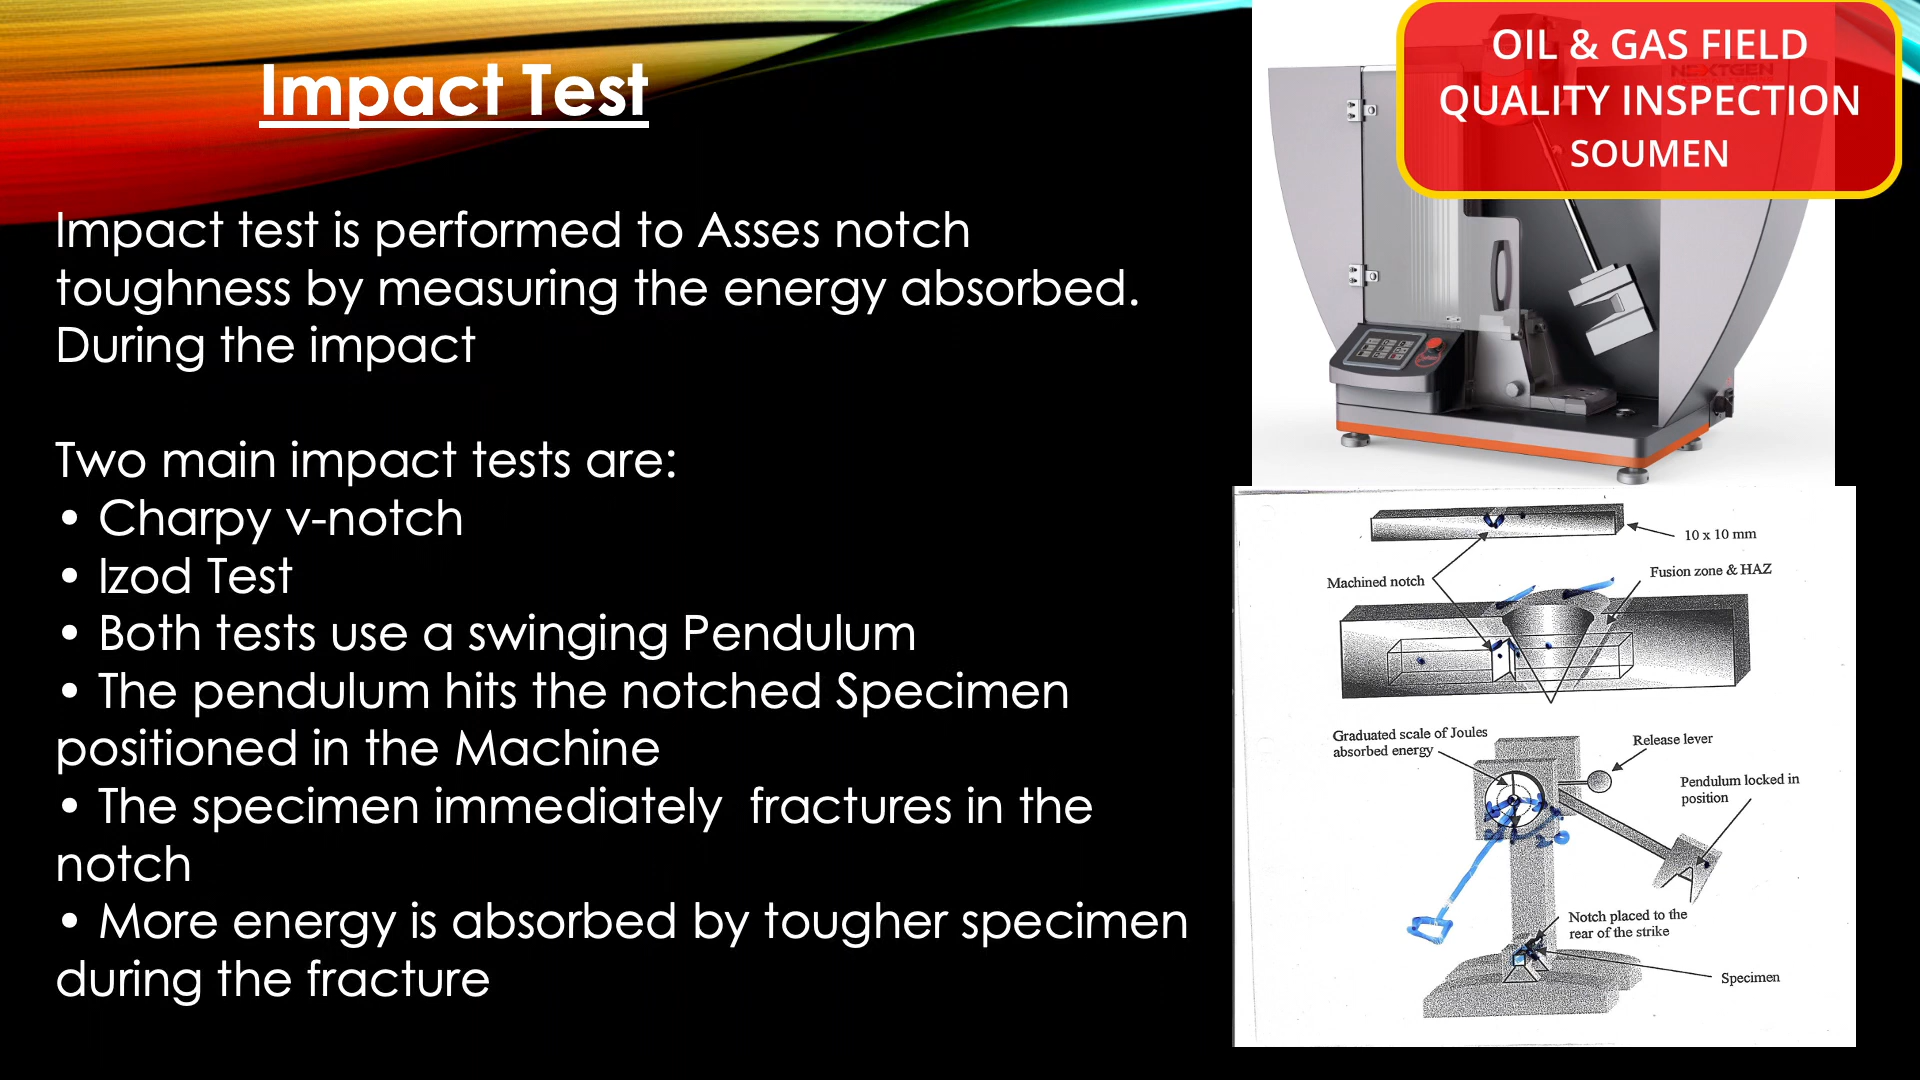 Impact Test
OIL & GAS FIELD
QUALITY INSPECTION
SOUMEN
NEXTGEN
Impact test is performed to Asses notch
toughness by measuring the energy absorbed.
During the impact
Two main impact tests are:
• Charpy v-notch
• Izod Test
• Both tests use a swinging Pendulum
• The pendulum hits the notched Specimen
positioned in the Machine
• The specimen immediately  fractures in the
notch
• More energy is absorbed by tougher specimen
during the fracture
10 x 10 mm
Machined notch
Fusion zone & HAZ
Graduated scale of Joules
absorbed energy
Release lever
Pendulum locked in
position
Notch placed to the
rear of the strike
Specimen